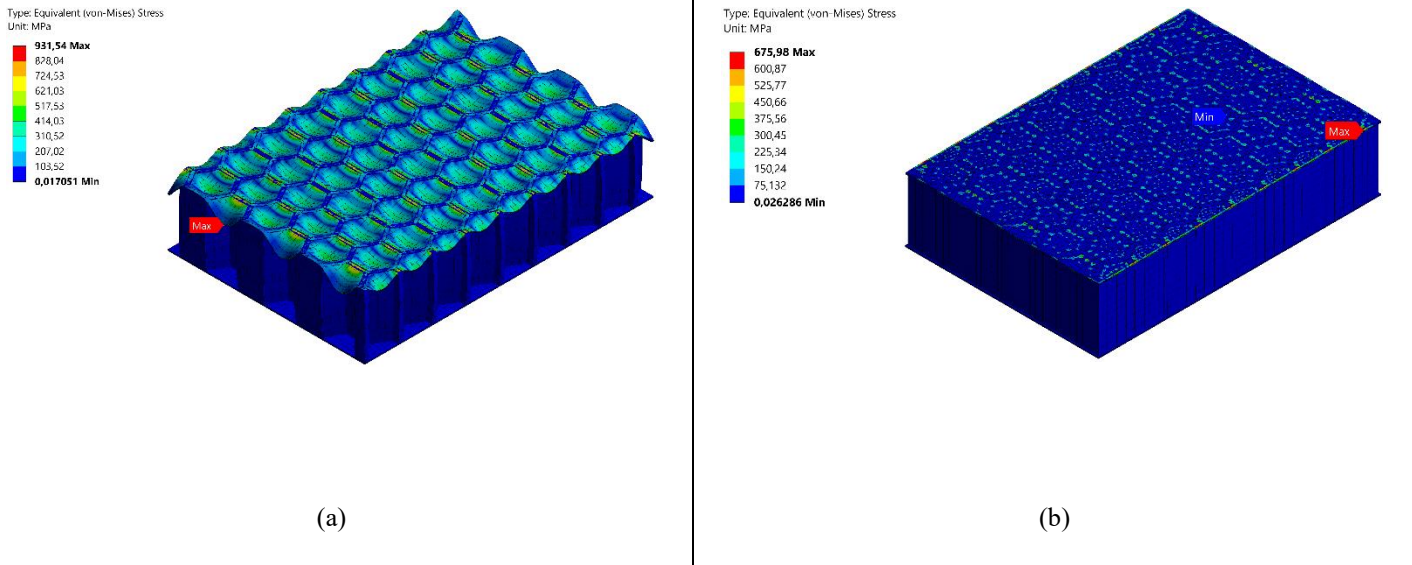 Type: Equivalent (von-Mises) Stress
Unit: MPa
931,54 Max
828,04
724,53
621,03
517,53
414,03
310,52
207,02
103,52
0,017051 Min
Max
(a)
Type: Equivalent (von-Mises) Stress
Unit: MPa
675,98 Max
600,87
525,77
450,66
375,56
300,45
225,34
150,24
75,132
0,026286 Min
Min
Max
(b)